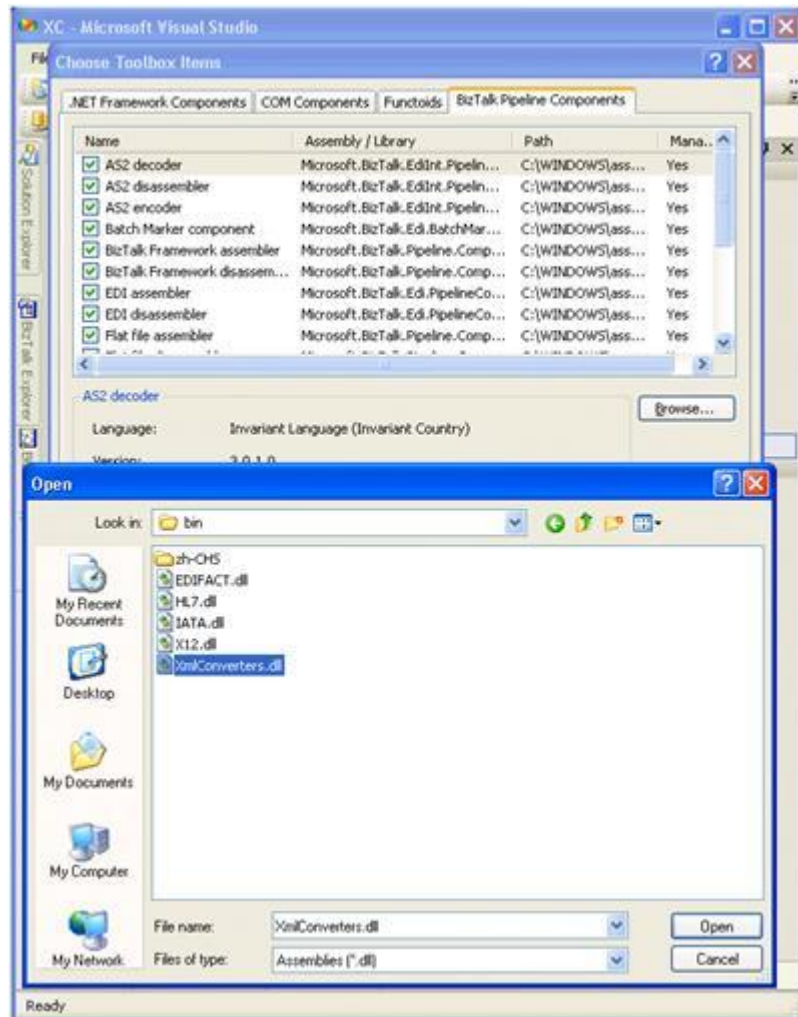 XC - Microsoft Visual Studio
Choose Toolbox Items
.NET Framework Components COM Components Functoids BizTalk Pipeline Components
Name Assembly / Library Path Mana..
AS2 decoder Microsoft.BizTalk.EdiInt.Pipelin... C:\WINDOWS\ass... Yes
AS2 disassembler Microsoft.BizTalk.EdiInt.Pipelin... C:\WINDOWS\ass... Yes
AS2 encoder Microsoft.BizTalk.EdiInt.Pipelin... C:\WINDOWS\ass... Yes
Batch Marker component Microsoft.BizTalk.Edi.BatchMar... C:\WINDOWS\ass... Yes
BizTalk Framework assembler Microsoft.BizTalk.Pipeline.Comp... C:\WINDOWS\ass... Yes
BizTalk Framework disassem... Microsoft.BizTalk.Pipeline.Comp... C:\WINDOWS\ass... Yes
EDI assembler Microsoft.BizTalk.Edi.PipelineCo... C:\WINDOWS\ass... Yes
EDI disassembler Microsoft.BizTalk.Edi.PipelineCo... C:\WINDOWS\ass... Yes
Flat file assembler Microsoft.BizTalk.Pipeline.Comp... C:\WINDOWS\ass... Yes
Solution Explorer
BizTalk Explorer
AS2 decoder
Browse...
Language: Invariant Language (Invariant Country)
Version: 3.0.1.0
Open
Look in: bin
zh-CHS
EDIFACT.dll
HL7.dll
IATA.dll
X12.dll
XmlConverters.dll
My Recent
Documents
Desktop
My Documents
My Computer
My Network
File name: XmlConverters.dll Open
Files of type: Assemblies (*.dll) Cancel
Ready